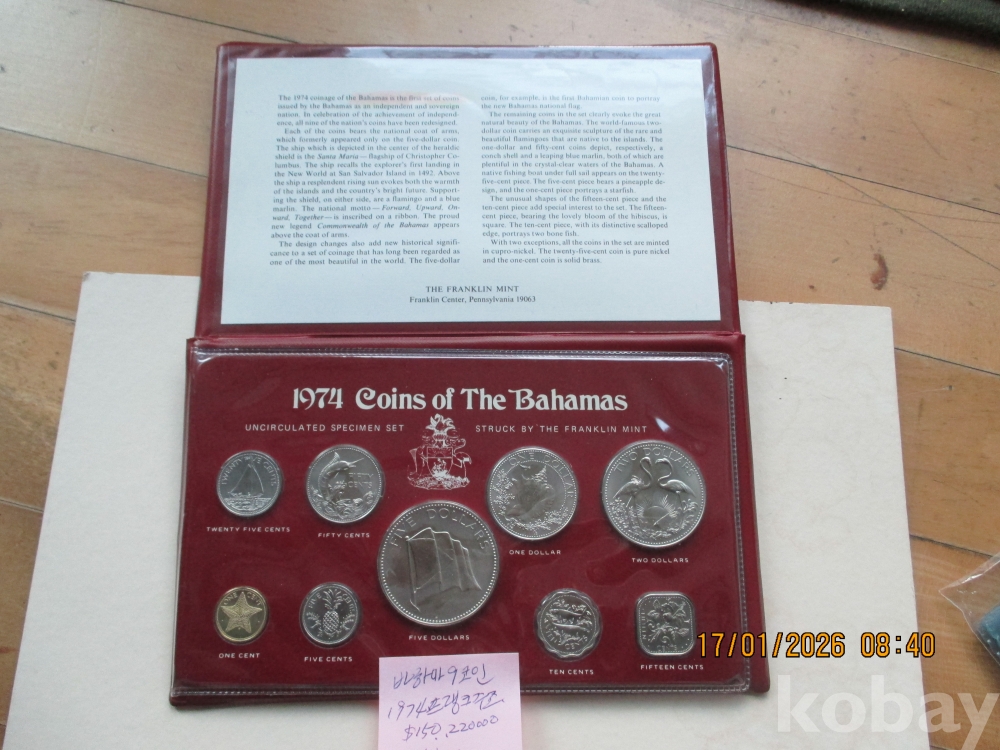 The 1974 coinage of the Bahamas is the first set of coins
issued by the Bahamas as an independent and sovereign
nation. In celebration of the achievement of independ-
ence, all nine of the nation's coins have been redesigned.
Each of the coins bears the national coat of arms,
which formerly appeared only on the five-dollar coin.
The ship which is depicted in the center of the heraldic
shield is the Santa Maria—flagship of Christopher Co-
lumbus. The ship recalls the explorer's first landing in
the New World at San Salvador Island in 1492. Above
the ship a resplendent rising sun evokes both the warmth
of the islands and the country's bright future. Support-
ing the shield, on either side, are a flamingo and a blue
marlin. The national motto—Forward, Upward, On-
ward, Together—is inscribed on a ribbon. The proud
new legend Commonwealth of the Bahamas appears
above the coat of arms.
The design changes also add new historical signifi-
cance to a set of coinage that has long been regarded as
one of the most beautiful in the world. The five-dollar
coin, for example, is the first Bahamian coin to portray
the new Bahamas national flag.
The remaining coins in the set clearly evoke the great
natural beauty of the Bahamas. The world-famous two-
dollar coin carries an exquisite sculpture of the rare and
beautiful flamingoes that are native to the islands. The
one-dollar and fifty-cent coins depict, respectively, a
conch shell and a leaping blue marlin, both of which are
plentiful in the crystal-clear waters of the Bahamas. A
native fishing boat under full sail appears on the twenty-
five-cent piece. The five-cent piece bears a pineapple de-
sign, and the one-cent piece portrays a starfish.
The unusual shapes of the fifteen-cent piece and the
ten-cent piece add special interest to the set. The fifteen-
cent piece, bearing the lovely bloom of the hibiscus, is
square. The ten-cent piece, with its distinctive scalloped
edge, portrays two bone fish.
With two exceptions, all the coins in the set are minted
in cupro-nickel. The twenty-five-cent coin is pure nickel
and the one-cent coin is solid brass.
THE FRANKLIN MINT
Franklin Center, Pennsylvania 19063
1974 Coins of The Bahamas
UNCIRCULATED SPECIMEN SET STRUCK BY THE FRANKLIN MINT
TWENTY FIVE CENTS
FIFTY CENTS
ONE DOLLAR
TWO DOLLARS
TWENTY FIVE CENTS
FIFTY CENTS
FIVE DOLLARS
ONE DOLLAR
TWO DOLLARS
ONE CENT
FIVE CENTS
FIVE DOLLARS
TEN CENTS
FIFTEEN CENTS
바하마 9코인
1974프랭크주조
$150. 220000
17/01/2026 08:40
kobay